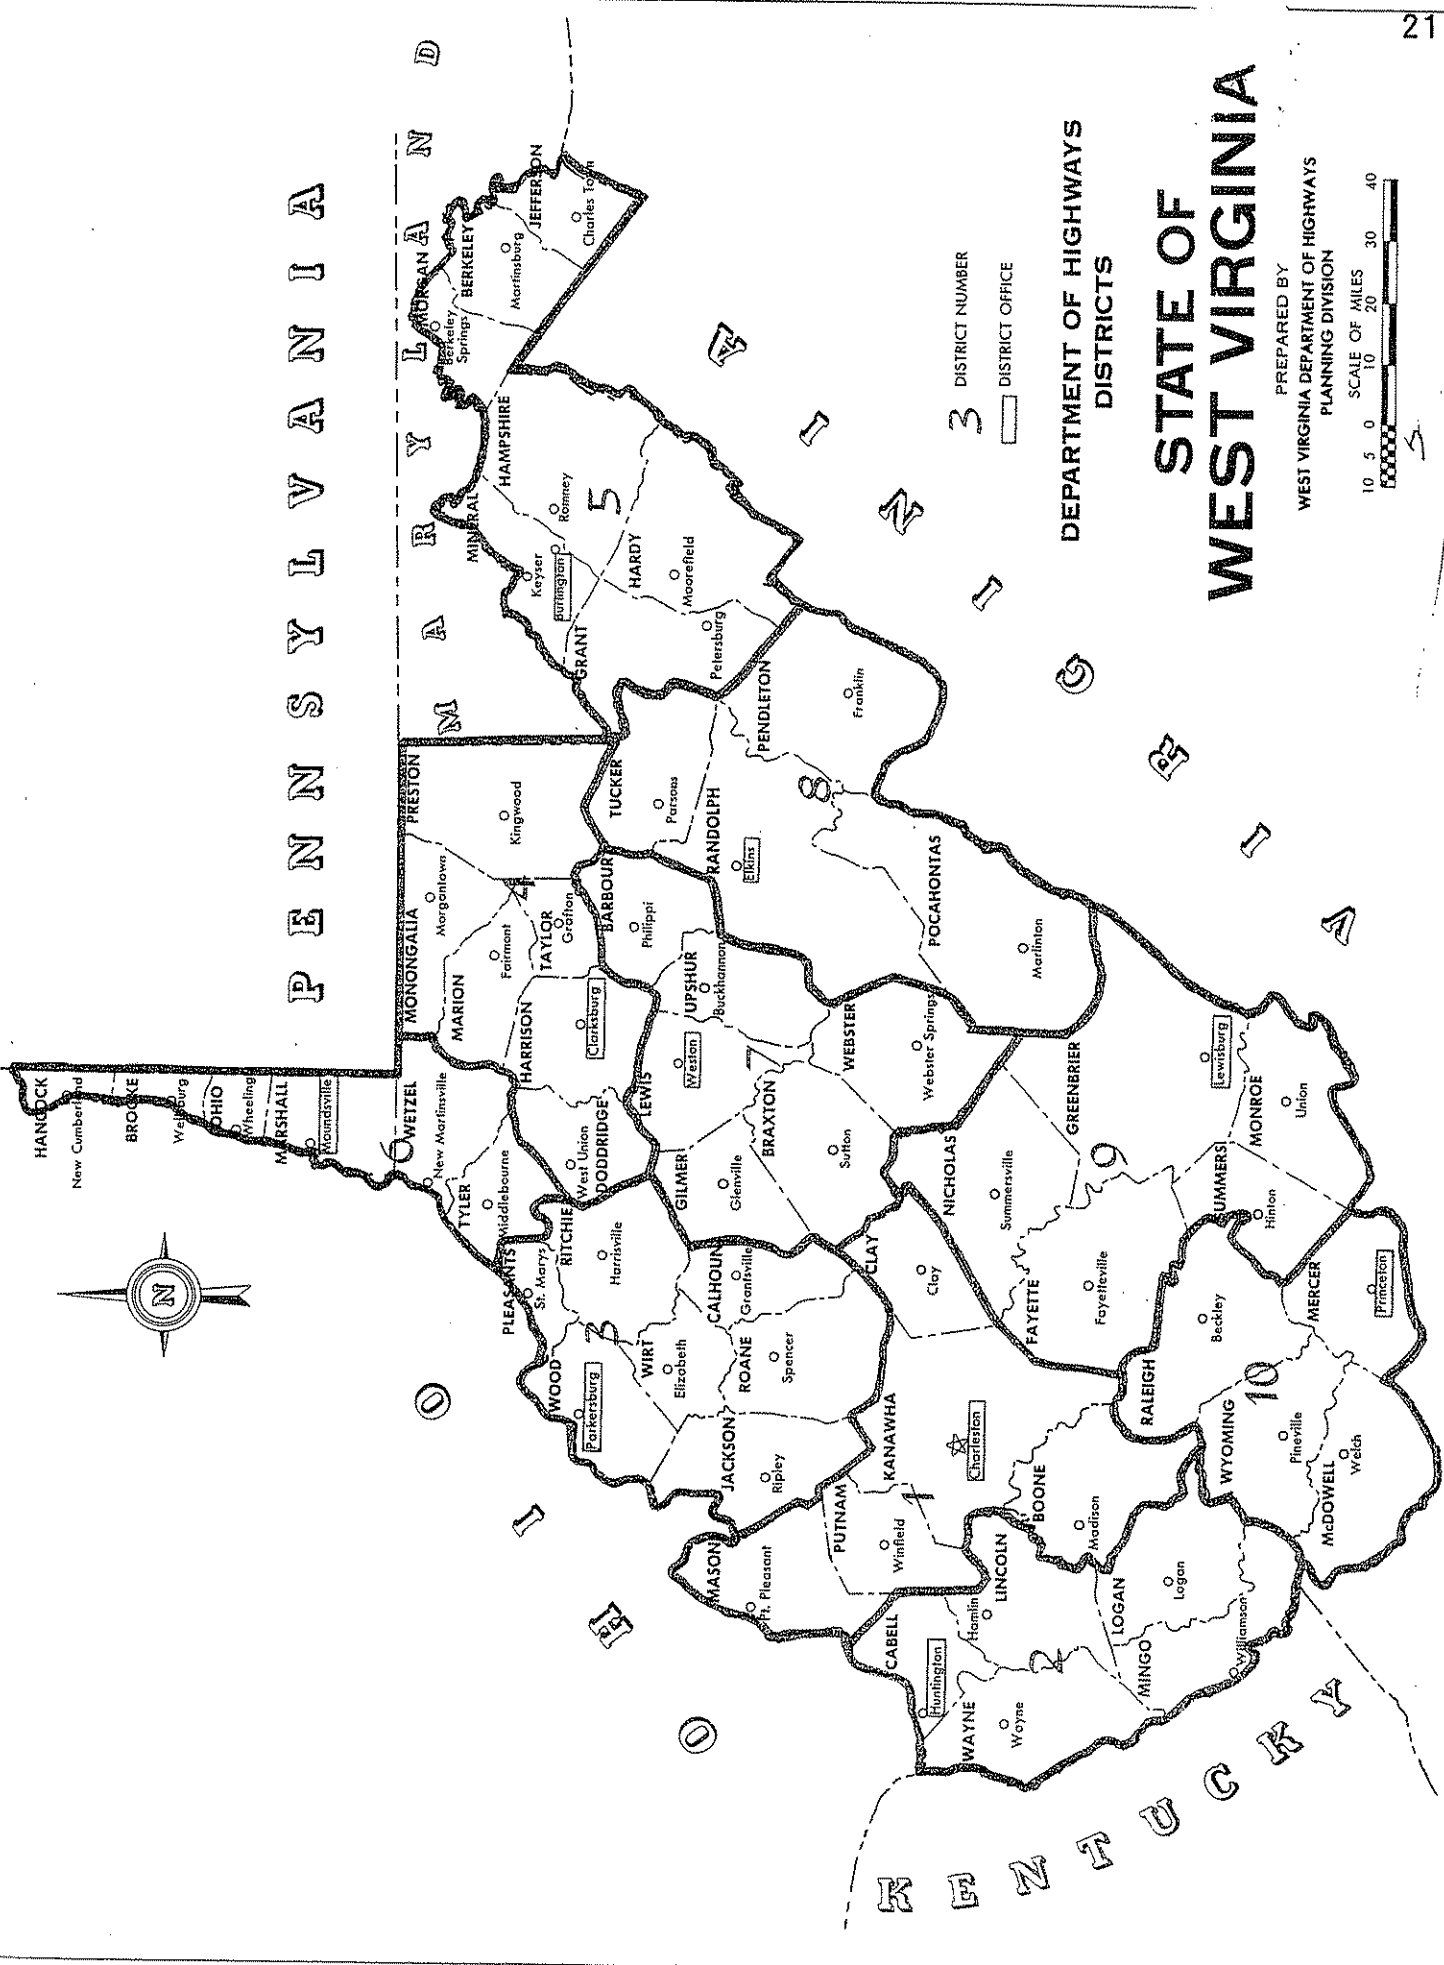 21
PENNSYLVANIA
MARYLAND
OHIO
KENTUCKY
VIRGINIA
N
HANCOCK
New Cumberland
BROOKE
Wellsburg
OHIO
Wheeling
MARSHALL
Moundsville
6
WETZEL
New Martinsville
TYLER
Middlebourne
PLEASANTS
St. Marys
RITCHIE
Harrisville
WOOD
Parkersburg
3
WIRT
Elizabeth
CALHOUN
Grantsville
ROANE
Spencer
JACKSON
Ripley
MONONGALIA
Morgantown
PRESTON
Kingwood
MARION
Fairmont
4
TAYLOR
Grafton
HARRISON
Clarksburg
DODDRIDGE
West Union
BARBOUR
Philippi
UPSHUR
Buckhannon
LEWIS
Weston
7
GILMER
Glenville
BRAXTON
Sutton
WEBSTER
Webster Springs
MORGAN
Berkeley
Springs
BERKELEY
Martinsburg
JEFFERSON
Charles Town
HAMPSHIRE
Romney
MINERAL
Keyser
Burlington
5
HARDY
Moorefield
GRANT
Petersburg
TUCKER
Parsons
RANDOLPH
Elkins
PENDLETON
Franklin
8
POCAHONTAS
Marlinton
MASON
Pt. Pleasant
PUTNAM
Winfield
1
KANAWHA
Charleston
CLAY
Clay
BOONE
Madison
CABELL
Huntington
LINCOLN
Hamlin
2
WAYNE
Wayne
LOGAN
Logan
MINGO
Williamson
NICHOLAS
Summersville
GREENBRIER
Lewisburg
9
FAYETTE
Fayetteville
SUMMERS
Hinton
MONROE
Union
RALEIGH
Beckley
10
WYOMING
Pineville
MERCER
Princeton
McDOWELL
Welch
3 DISTRICT NUMBER
DISTRICT OFFICE
DEPARTMENT OF HIGHWAYS
DISTRICTS
STATE OF
WEST VIRGINIA
PREPARED BY
WEST VIRGINIA DEPARTMENT OF HIGHWAYS
PLANNING DIVISION
SCALE OF MILES
10 5 0 10 20 30 40